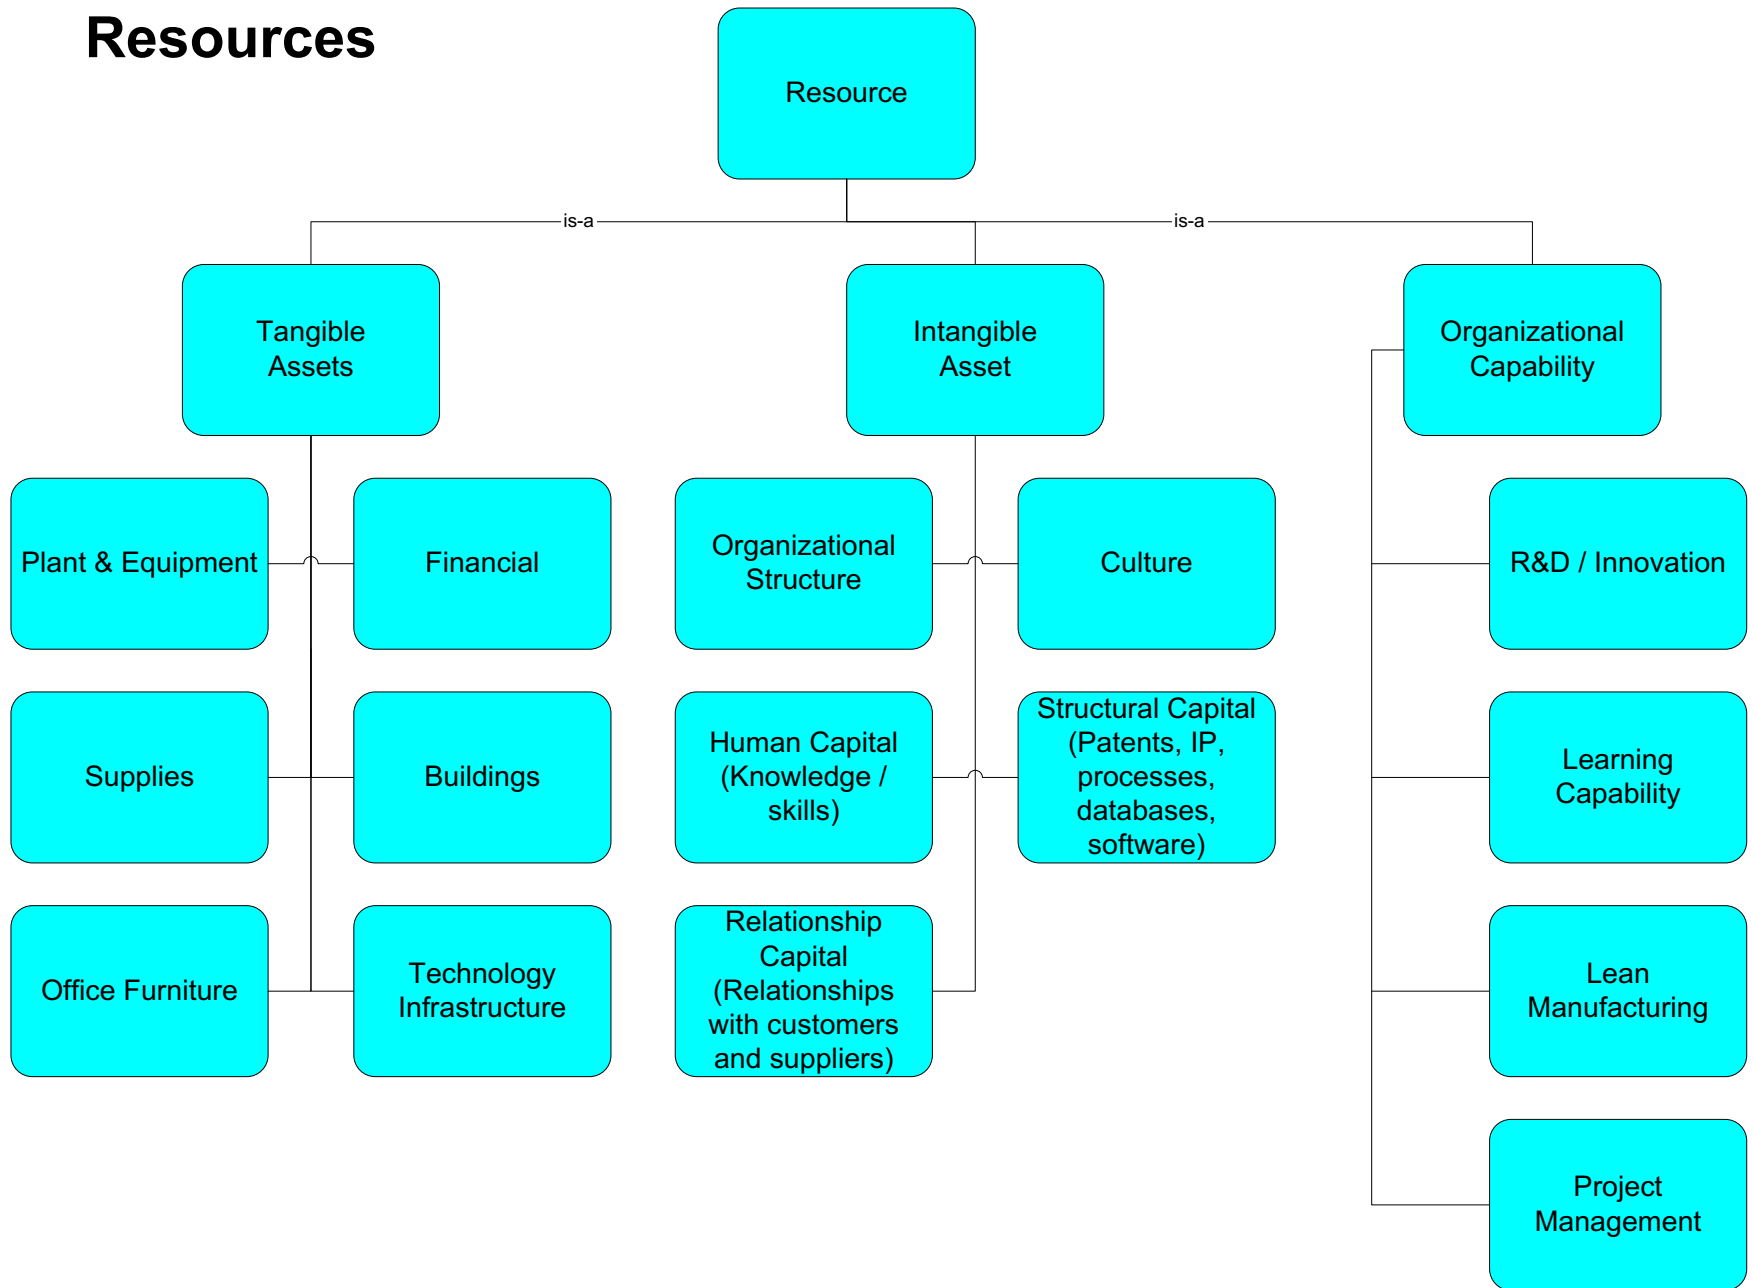 Resources
Resource
is-a
is-a
Tangible
Assets
Intangible
Asset
Organizational
Capability
Plant & Equipment
Financial
Organizational
Structure
Culture
R&D / Innovation
Supplies
Buildings
Human Capital
(Knowledge /
skills)
Structural Capital
(Patents, IP,
processes,
databases,
software)
Learning
Capability
Office Furniture
Technology
Infrastructure
Relationship
Capital
(Relationships
with customers
and suppliers)
Lean
Manufacturing
Project
Management